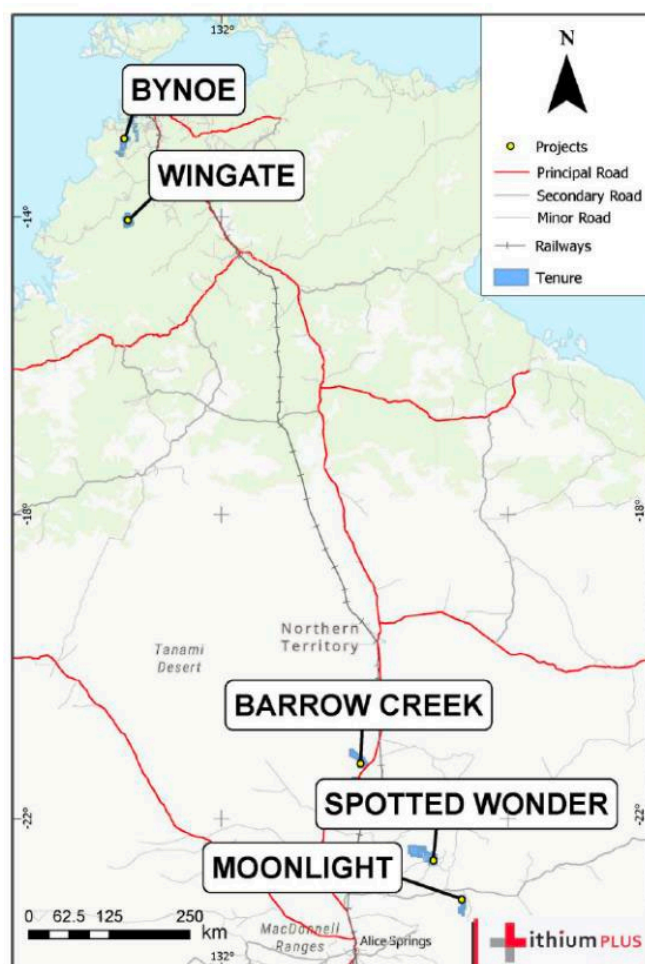 132°
N
BYNOE
WINGATE
Projects
Principal Road
Secondary Road
Minor Road
Railways
Tenure
-14°
-18°
-18°
Northern
Territory
Tanami
Desert
BARROW CREEK
SPOTTED WONDER
-22°
-22°
MOONLIGHT
0 62.5 125 250
km
MacDonnell
Ranges
Alice Springs
132°
Lithium PLUS